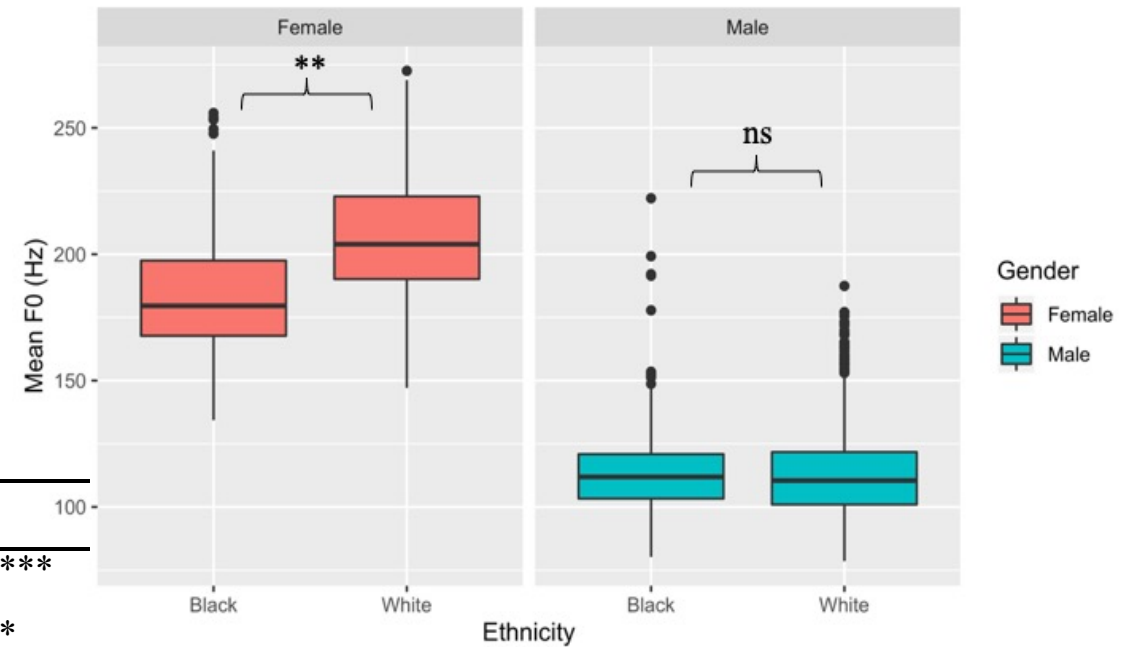 Female
Male
**
ns
250
200
150
100
Mean F0 (Hz)
Black
White
Black
White
Ethnicity
Gender
Female
Male
***
*